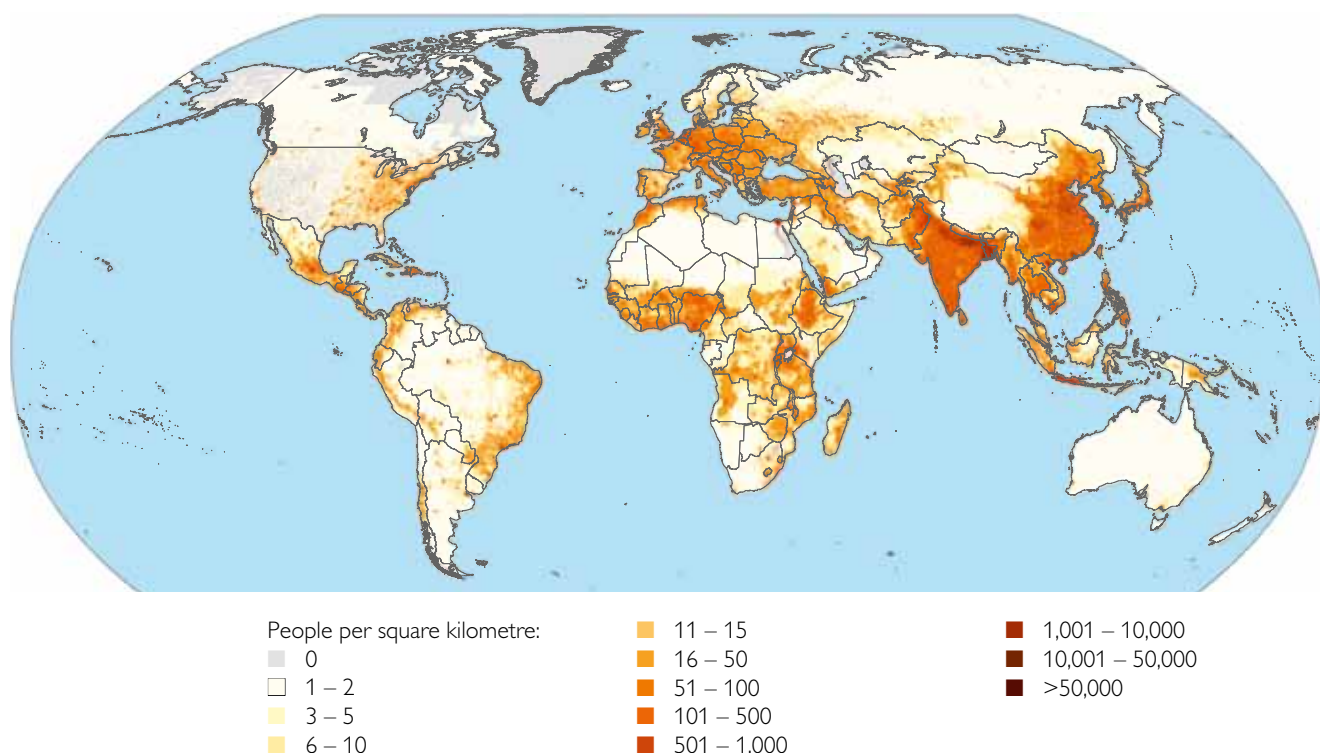 People per square kilometre:
0
1 – 2
3 – 5
6 – 10
11 – 15
16 – 50
51 – 100
101 – 500
501 – 1.000
1,001 – 10,000
10,001 – 50,000
>50,000